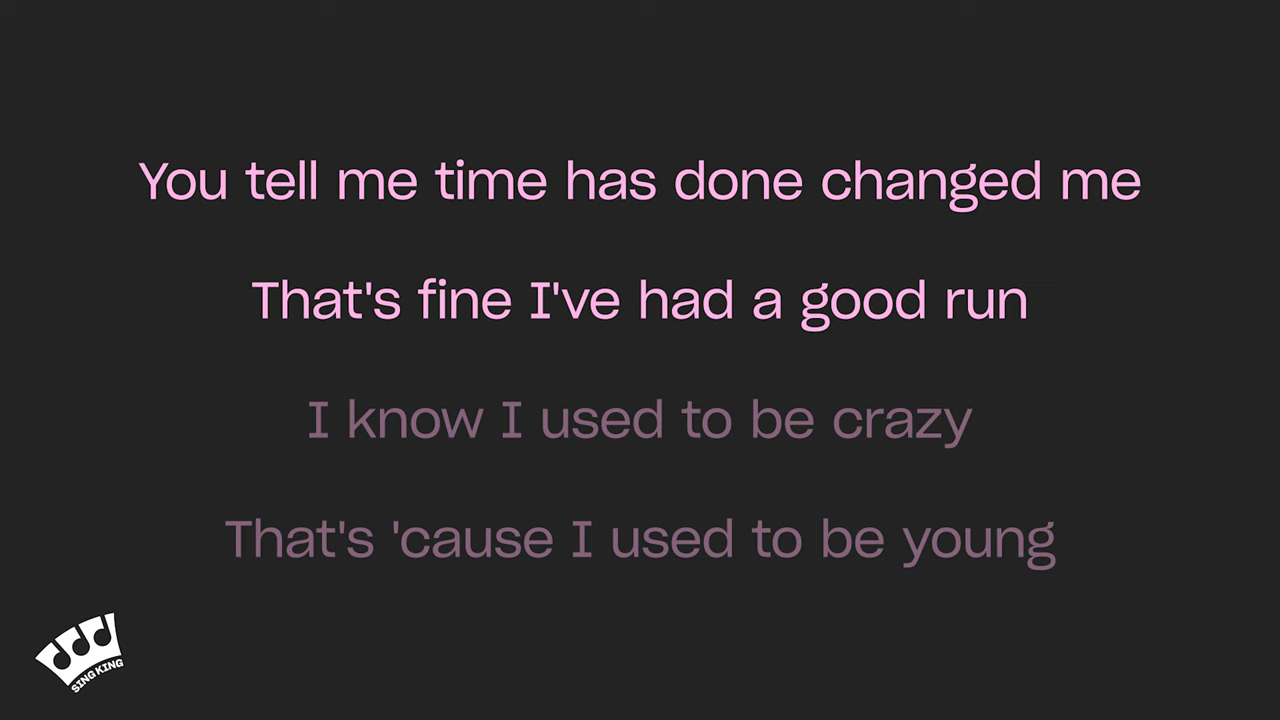 You tell me time has done changed me
That's fine I've had a good run
I know I used to be crazy
That's 'cause I used to be young
SING KING